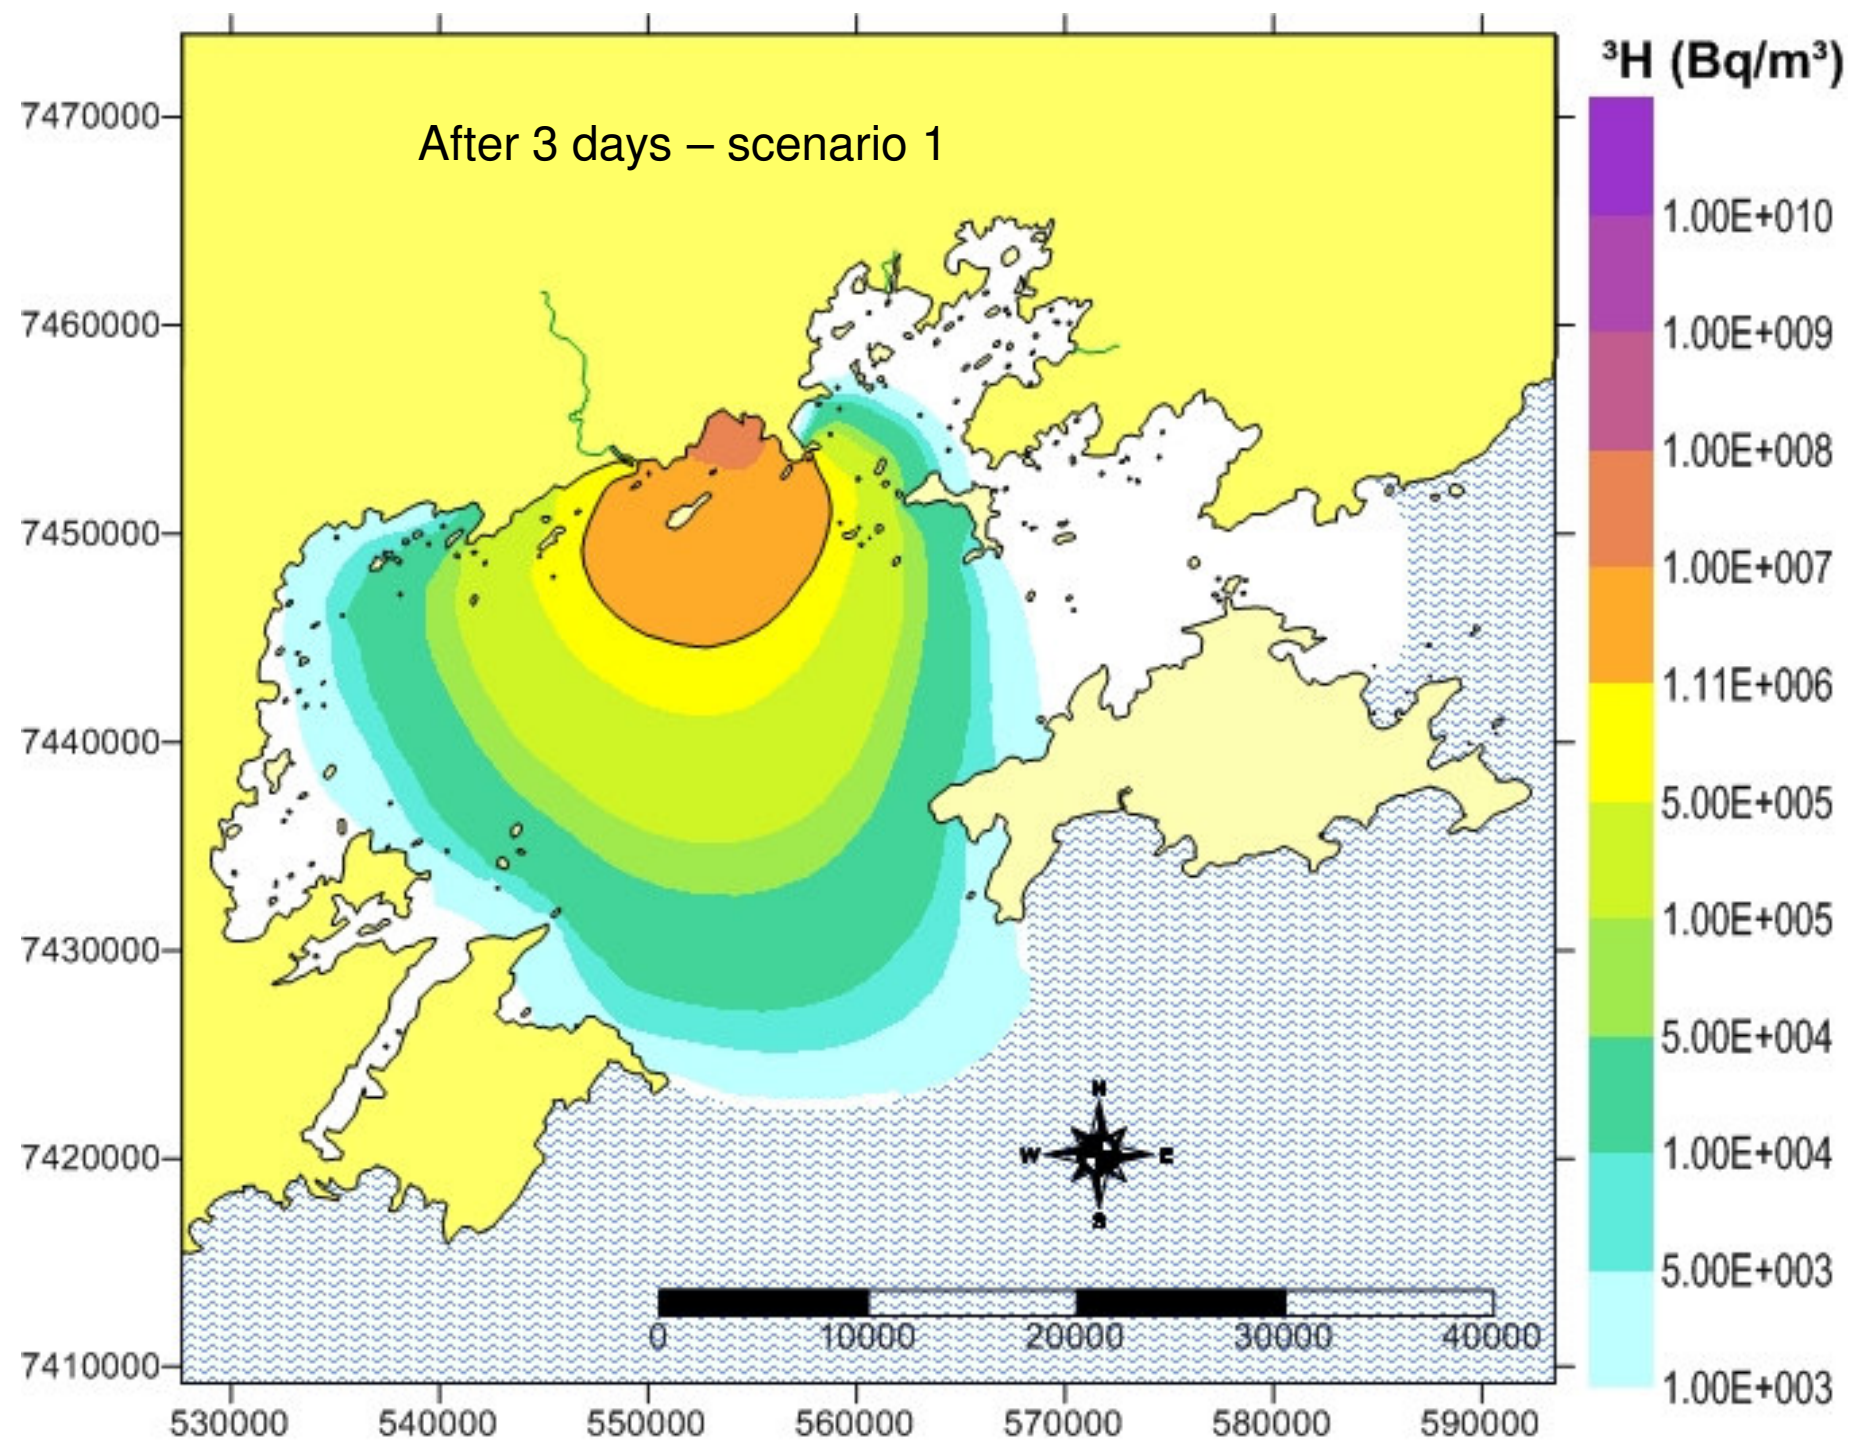 ³H (Bq/m³)
After 3 days – scenario 1
7470000
7460000
7450000
7440000
7430000
7420000
7410000
530000 540000 550000 560000 570000 580000 590000
1.00E+010
1.00E+009
1.00E+008
1.00E+007
1.11E+006
5.00E+005
1.00E+005
5.00E+004
1.00E+004
5.00E+003
1.00E+003
N
W E
S
0 10000 20000 30000 40000